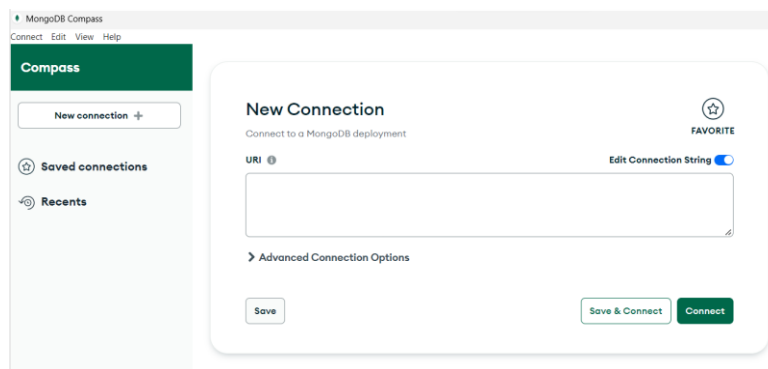 MongoDB Compass
Connect Edit View Help
Compass
New connection +
Saved connections
Recents
New Connection
Connect to a MongoDB deployment
FAVORITE
URI
Edit Connection String
Advanced Connection Options
Save
Save & Connect
Connect